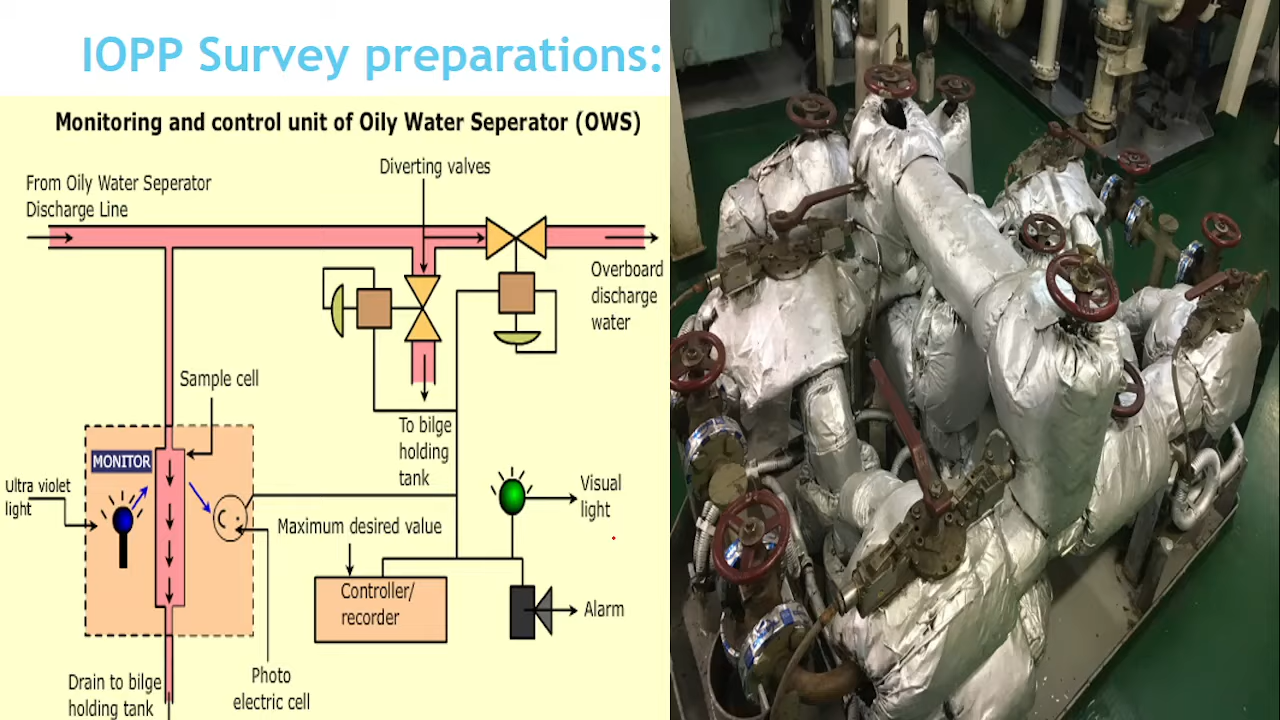 IOPP Survey preparations:
Monitoring and control unit of Oily Water Seperator (OWS)
Diverting valves
From Oily Water Seperator
Discharge Line
Overboard
discharge
water
Sample cell
To bilge
holding
tank
MONITOR
Ultra violet
light
Visual
light
Maximum desired value
Controller/
recorder
Alarm
Photo
electric cell
Drain to bilge
holding tank